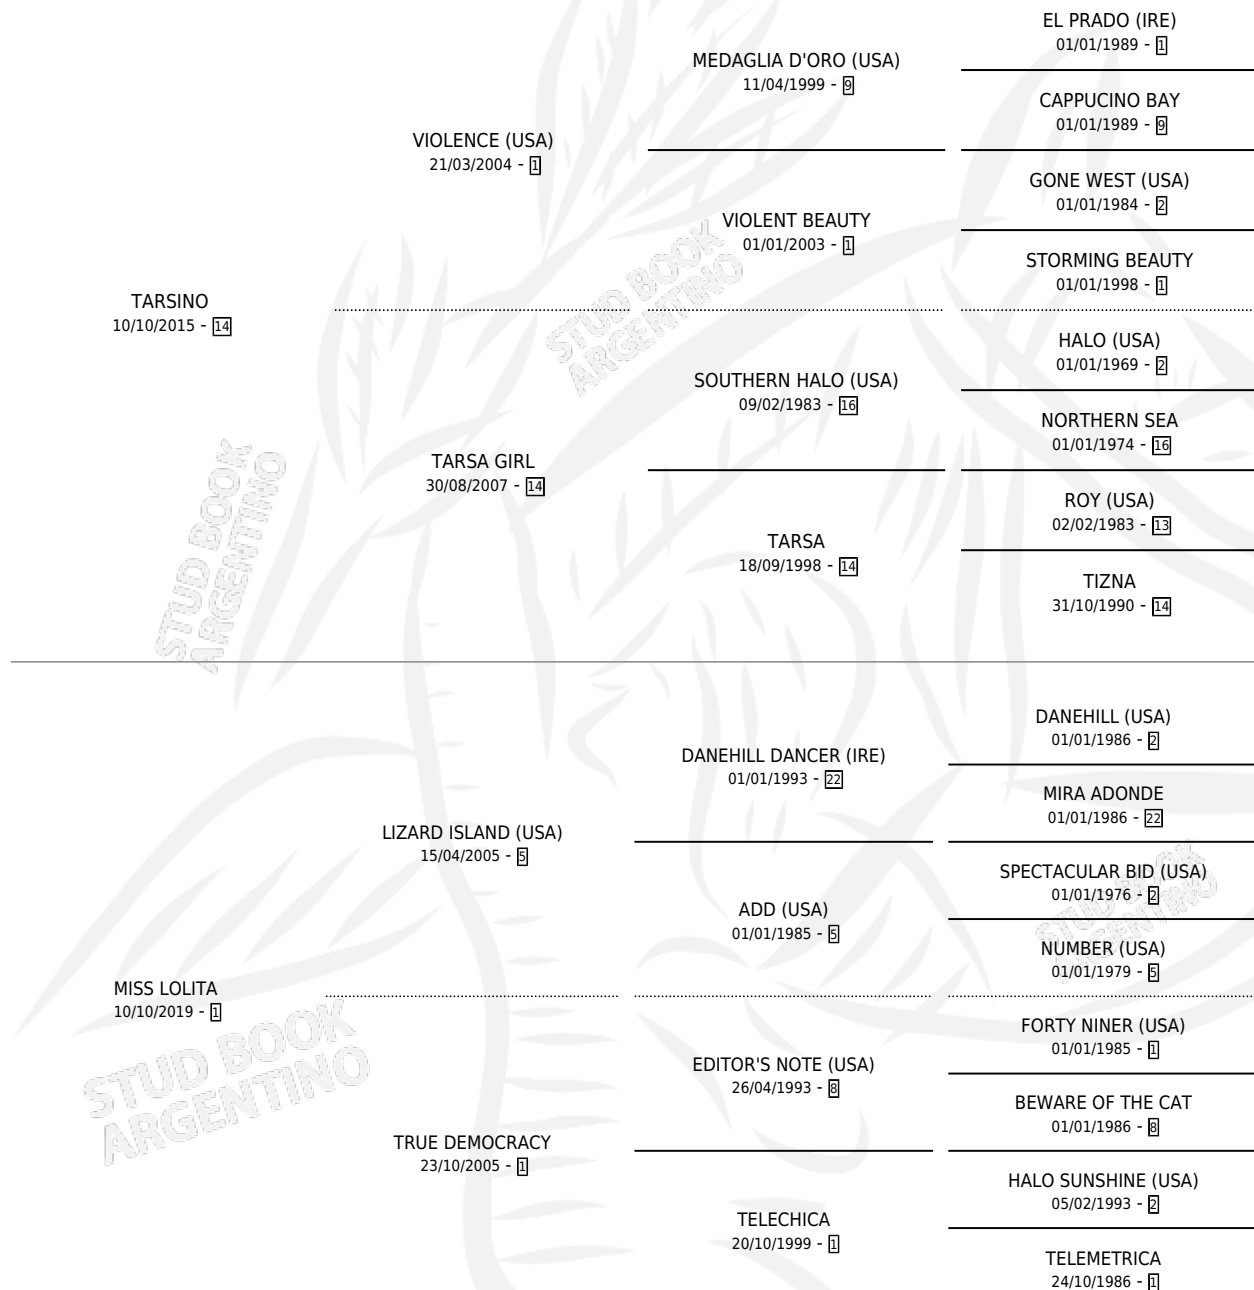 EL PRADO (IRE)
01/01/1989 - 1
MEDAGLIA D'ORO (USA)
11/04/1999 - 9
CAPPUCINO BAY
01/01/1989 - 9
VIOLENCE (USA)
21/03/2004 - 1
GONE WEST (USA)
01/01/1984 - 2
VIOLENT BEAUTY
01/01/2003 - 1
STORMING BEAUTY
01/01/1998 - 1
TARSINO
10/10/2015 - 14
HALO (USA)
01/01/1969 - 2
SOUTHERN HALO (USA)
09/02/1983 - 16
NORTHERN SEA
01/01/1974 - 16
TARSA GIRL
30/08/2007 - 14
ROY (USA)
02/02/1983 - 13
TARSA
18/09/1998 - 14
TIZNA
31/10/1990 - 14
STUD BOOK
ARGENTINO
STUD BOOK
ARGENTINO
DANEHILL (USA)
01/01/1986 - 2
DANEHILL DANCER (IRE)
01/01/1993 - 22
MIRA ADONDE
01/01/1986 - 22
LIZARD ISLAND (USA)
15/04/2005 - 5
SPECTACULAR BID (USA)
01/01/1976 - 2
ADD (USA)
01/01/1985 - 5
NUMBER (USA)
01/01/1979 - 5
MISS LOLITA
10/10/2019 - 1
FORTY NINER (USA)
01/01/1985 - 1
EDITOR'S NOTE (USA)
26/04/1993 - 8
BEWARE OF THE CAT
01/01/1986 - 8
TRUE DEMOCRACY
23/10/2005 - 1
HALO SUNSHINE (USA)
05/02/1993 - 2
TELECHICA
20/10/1999 - 1
TELEMETRICA
24/10/1986 - 1
STUD BOOK
ARGENTINO
STUD BOOK
ARGENTINO